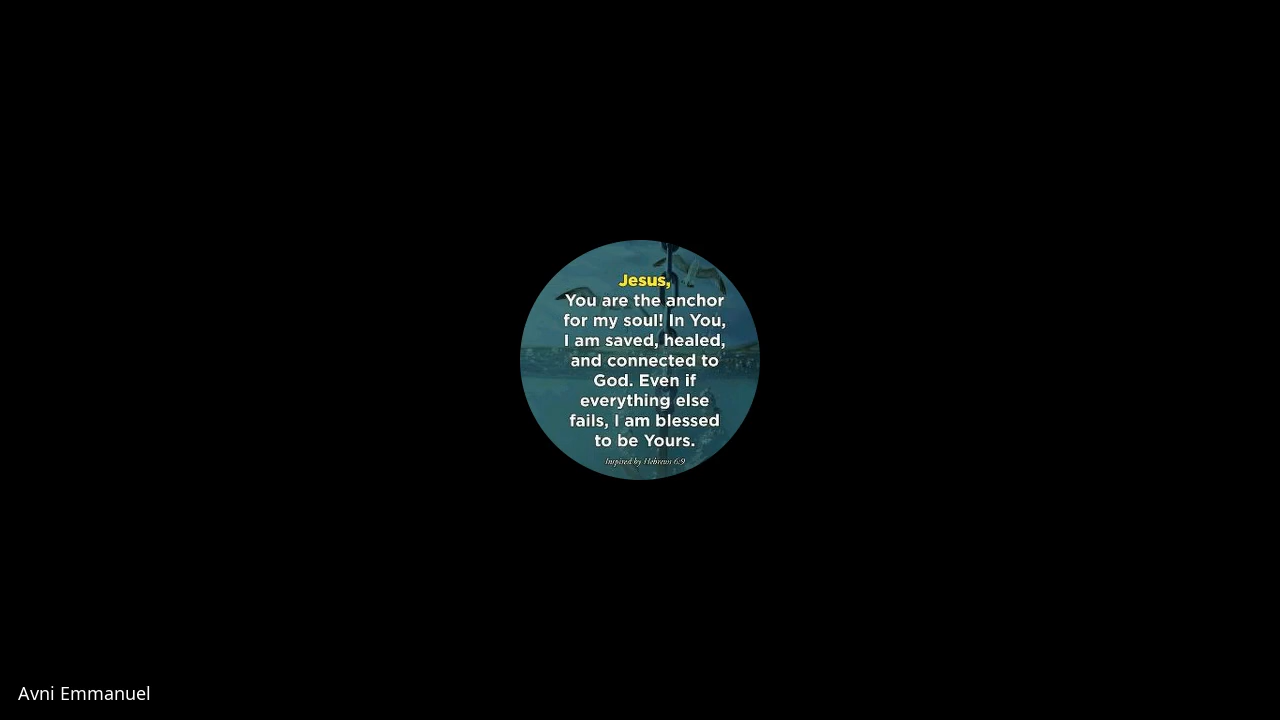 Jesus,
You are the anchor
for my soul! In You,
I am saved, healed,
and connected to
God. Even if
everything else
fails, I am blessed
to be Yours.
Inspired by Hebrews 6:9
Avni Emmanuel